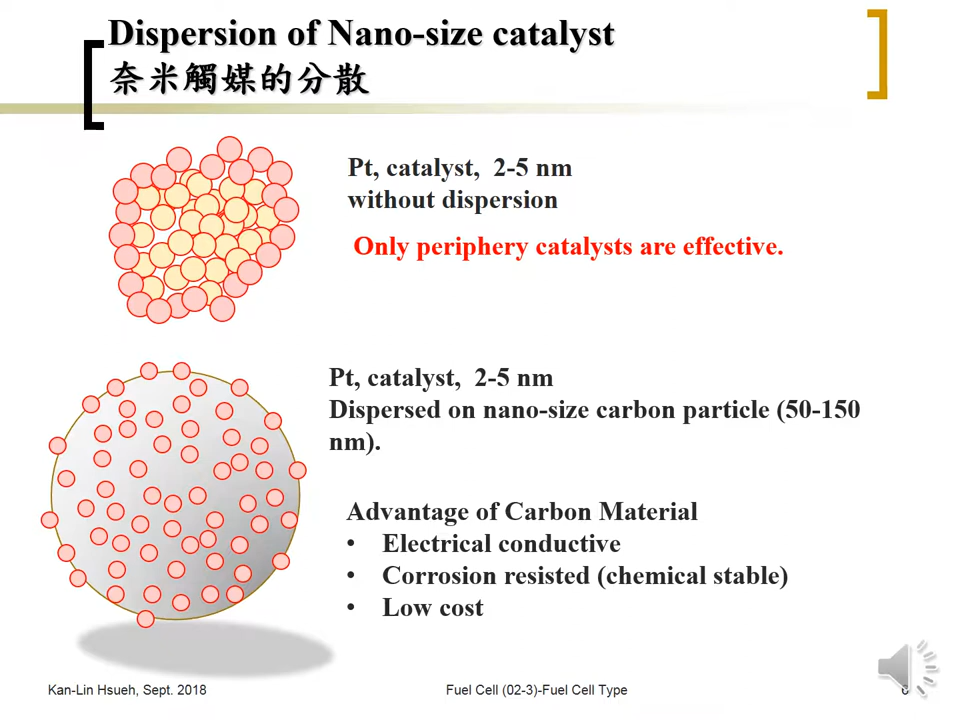 Dispersion of Nano-size catalyst
奈米觸媒的分散
Pt, catalyst, 2-5 nm
without dispersion
Only periphery catalysts are effective.
Pt, catalyst, 2-5 nm
Dispersed on nano-size carbon particle (50-150
nm).
Advantage of Carbon Material
• Electrical conductive
• Corrosion resisted (chemical stable)
• Low cost
Kan-Lin Hsueh, Sept. 2018
Fuel Cell (02-3)-Fuel Cell Type